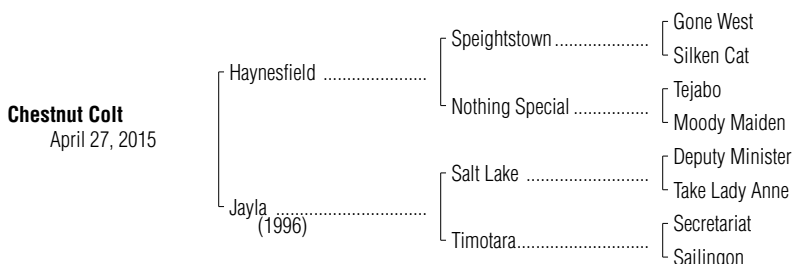 Chestnut Colt
April 27, 2015
Haynesfield ......................
Jayla ................................
(1996)
Speightstown ....................
Nothing Special ................
Salt Lake ..........................
Timotara............................
Gone West
Silken Cat
Tejabo
Moody Maiden
Deputy Minister
Take Lady Anne
Secretariat
Sailingon